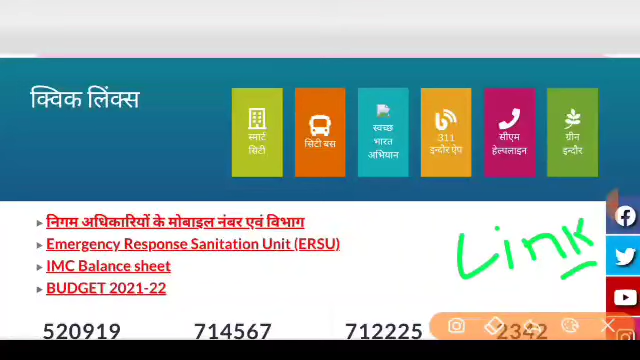 क्विक लिंक्स
स्मार्ट
सिटी
सिटी बस
स्वच्छ
भारत
अभियान
311
इन्दौर ऐप
सीएम
हेल्पलाइन
ग्रीन
इन्दौर
निगम अधिकारियों के मोबाइल नंबर एवं विभाग
Emergency Response Sanitation Unit (ERSU)
IMC Balance sheet
BUDGET 2021-22
Link
520919 714567 712225 2342